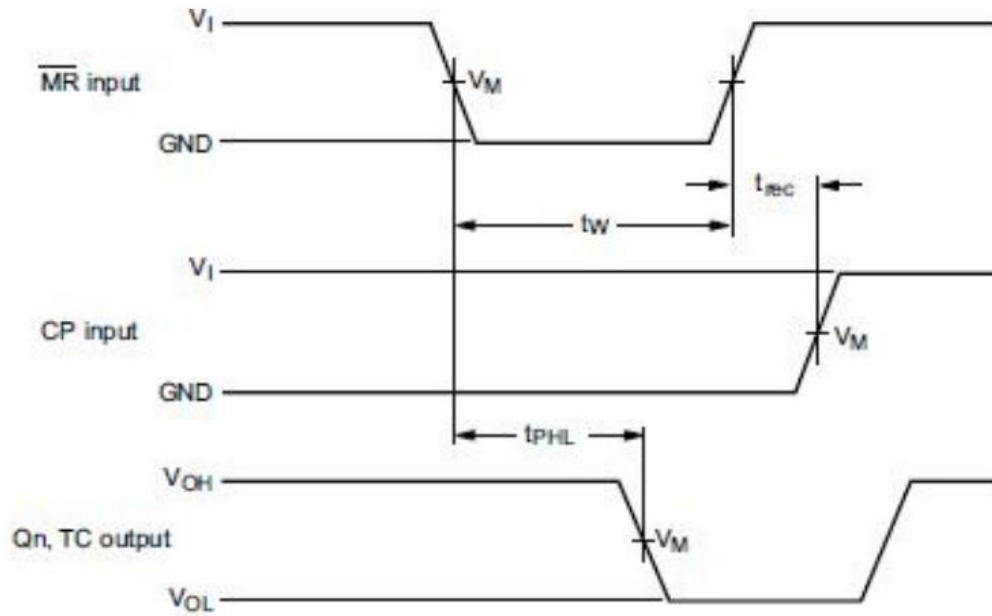 VI
MR input
VM
GND
trec
tW
VI
CP input
VM
GND
tPHL
VOH
Qn, TC output
VM
VOL